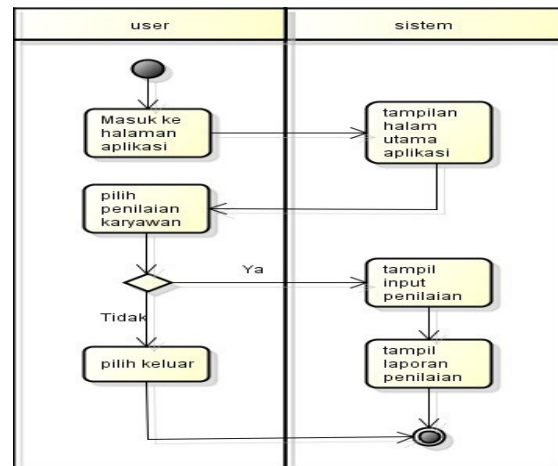 user
sistem
Masuk ke
halaman
aplikasi
tampilan
halam
utama
aplikasi
pilih
penilaian
karyawan
Ya
tampil
input
penilaian
Tidak
pilih keluar
tampil
laporan
penilaian